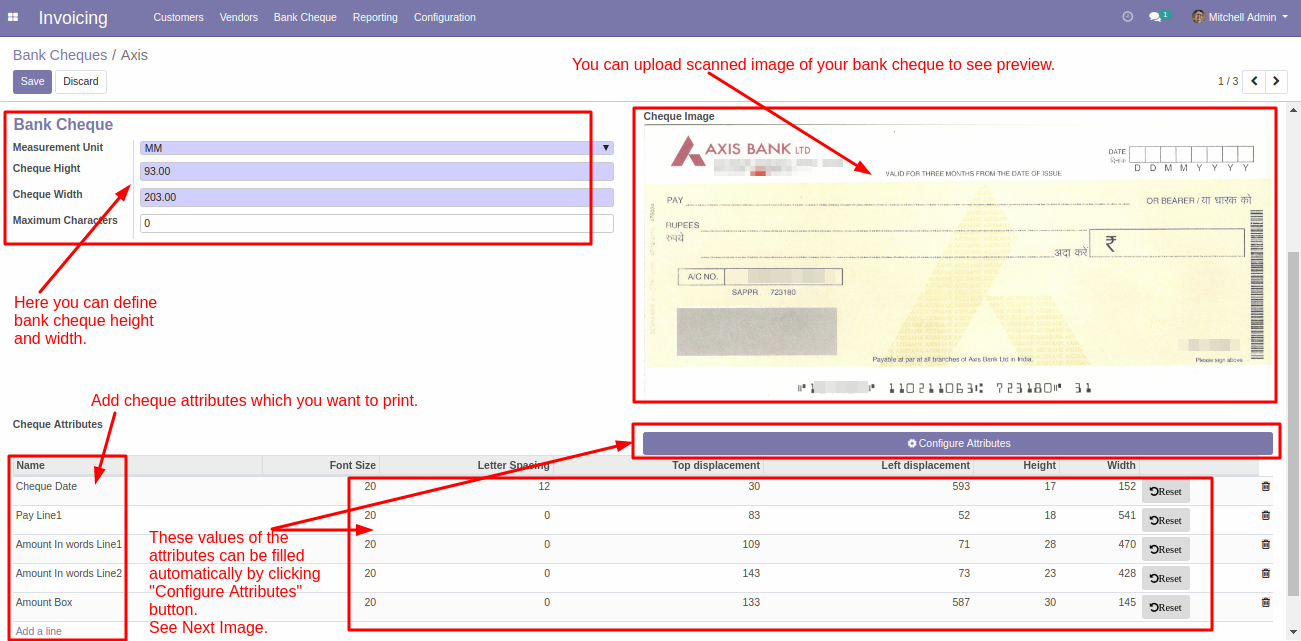 Invoicing Customers Vendors Bank Cheque Reporting Configuration 1 Mitchell Admin
Bank Cheques / Axis
You can upload scanned image of your bank cheque to see preview.
Save Discard
1 / 3
Bank Cheque
Measurement Unit MM
Cheque Hight 93.00
Cheque Width 203.00
Maximum Characters 0
Here you can define
bank cheque height
and width.
Cheque Image
AXIS BANK LTD
DATE
दिनांक
D D M M Y Y Y Y
VALID FOR THREE MONTHS FROM THE DATE OF ISSUE
PAY OR BEARER / या धारक को
RUPEES
रुपये
अदा करें ₹
A/C NO.
SAPPR 723180
Payable at par at all branches of Axis Bank Ltd in India.
Please sign above
Add cheque attributes which you want to print.
Cheque Attributes
Configure Attributes
Name Font Size Letter Spacing Top displacement Left displacement Height Width
Cheque Date 20 12 30 593 17 152 Reset
Pay Line1 20 0 83 52 18 541 Reset
Amount In words Line1 20 0 109 71 28 470 Reset
Amount In words Line2 20 0 143 73 23 428 Reset
Amount Box 20 0 133 587 30 145 Reset
Add a line
These values of the
attributes can be filled
automatically by clicking
"Configure Attributes"
button.
See Next Image.